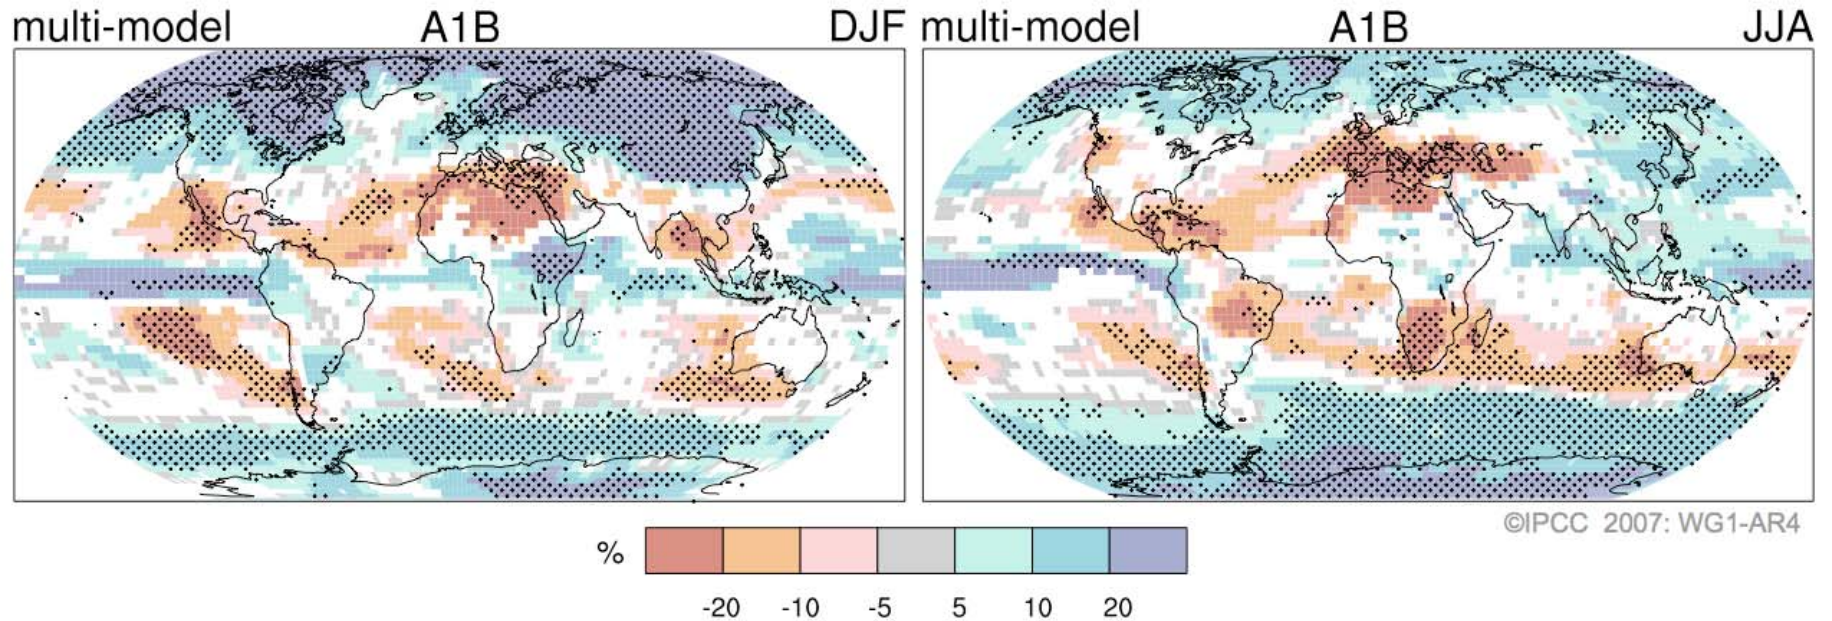 multi-model A1B DJF
multi-model A1B JJA
©IPCC 2007: WG1-AR4
%
-20 -10 -5 5 10 20